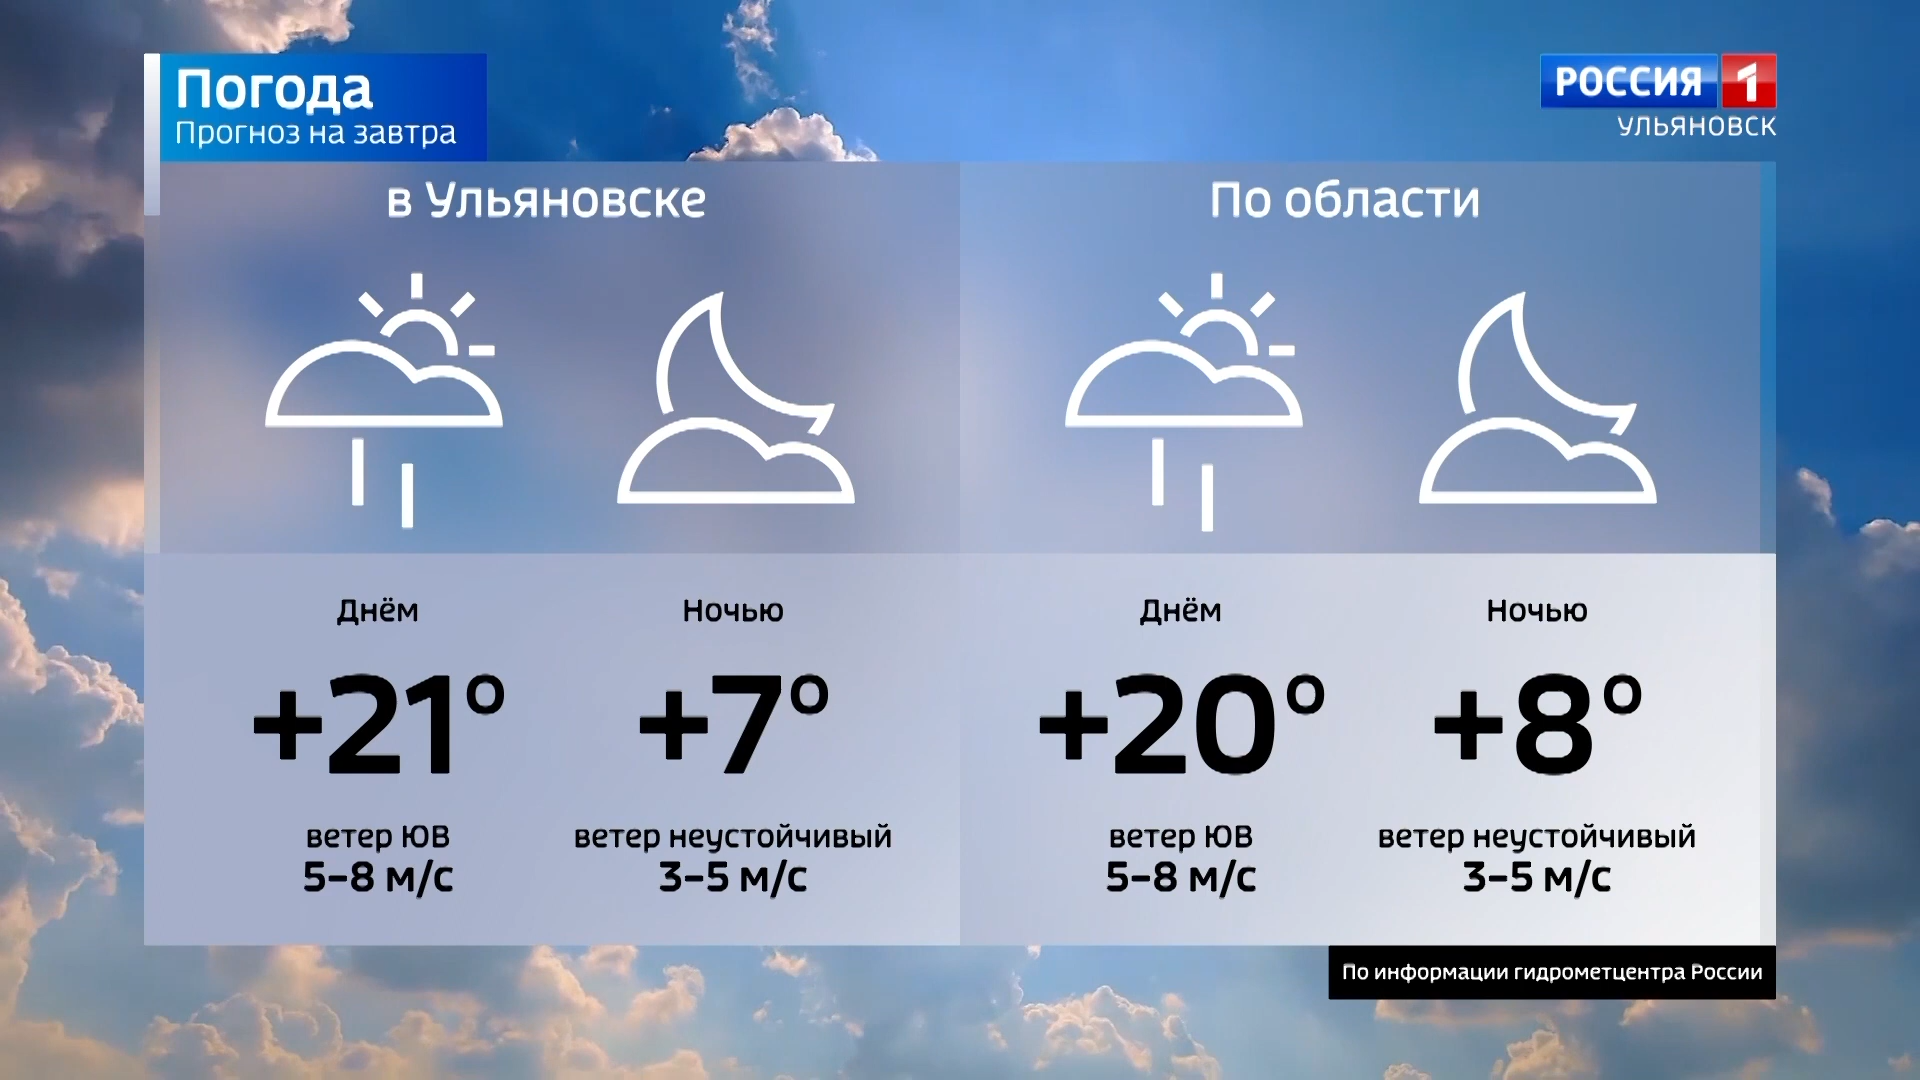 Погода
Прогноз на завтра
РОССИЯ 1
УЛЬЯНОВСК
в Ульяновске
По области
Днём
Ночью
Днём
Ночью
+21°
+7°
+20°
+8°
ветер ЮВ
5-8 м/с
ветер неустойчивый
3-5 м/с
ветер ЮВ
5-8 м/с
ветер неустойчивый
3-5 м/с
По информации гидрометцентра России